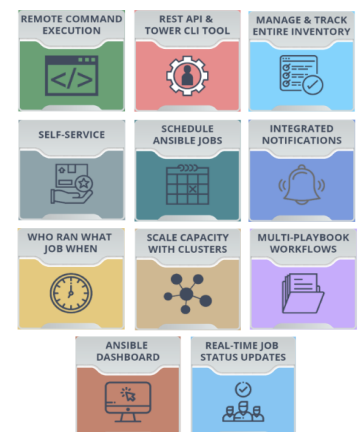 REMOTE COMMAND
EXECUTION
REST API &
TOWER CLI TOOL
MANAGE & TRACK
ENTIRE INVENTORY
</>
SELF-SERVICE
SCHEDULE
ANSIBLE JOBS
INTEGRATED
NOTIFICATIONS
WHO RAN WHAT
JOB WHEN
SCALE CAPACITY
WITH CLUSTERS
MULTI-PLAYBOOK
WORKFLOWS
ANSIBLE
DASHBOARD
REAL-TIME JOB
STATUS UPDATES